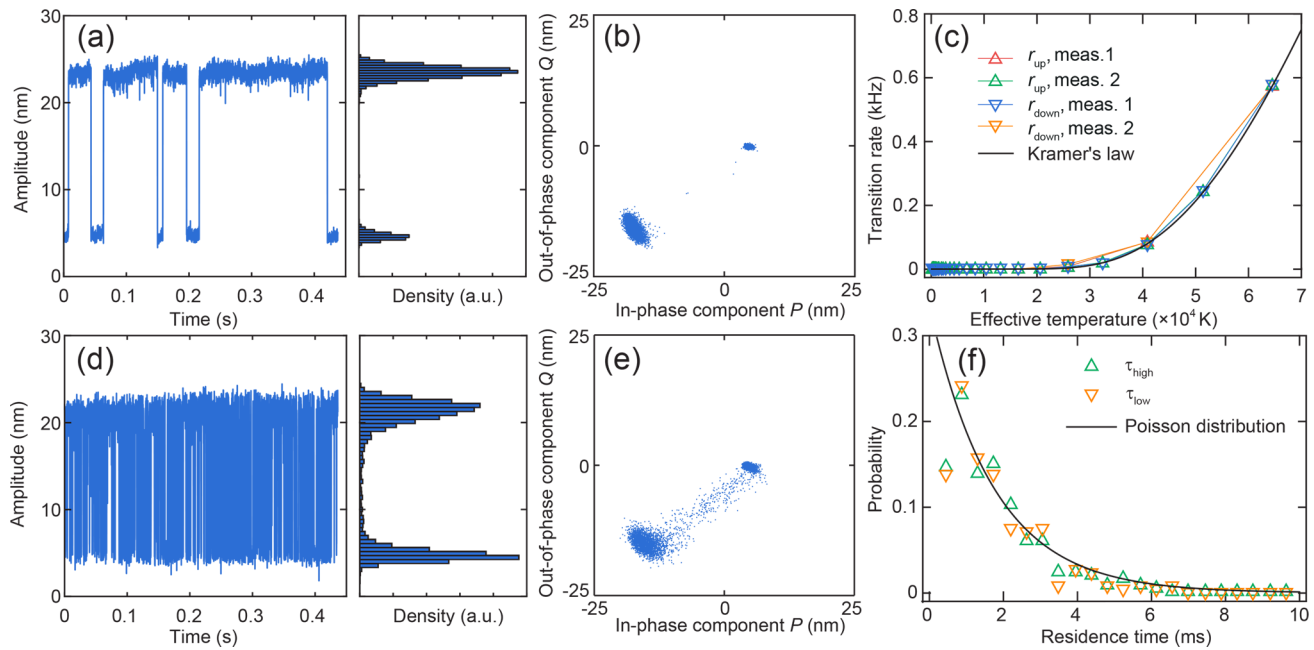 (a)
30
20
10
0
Amplitude (nm)
0 0.1 0.2 0.3 0.4
Time (s)
Density (a.u.)
(b)
25
0
-25
Out-of-phase component Q (nm)
-25 0 25
In-phase component P (nm)
(c)
0.8
0.6
0.4
0.2
0
Transition rate (kHz)
r_up, meas.1
r_up, meas. 2
r_down, meas. 1
r_down, meas. 2
Kramer's law
0 1 2 3 4 5 6 7
Effective temperature (×10⁴ K)
(d)
30
20
10
0
Amplitude (nm)
0 0.1 0.2 0.3 0.4
Time (s)
Density (a.u.)
(e)
25
0
-25
Out-of-phase component Q (nm)
-25 0 25
In-phase component P (nm)
(f)
0.3
0.2
0.1
0
Probability
τ_high
τ_low
Poisson distribution
0 2 4 6 8 10
Residence time (ms)